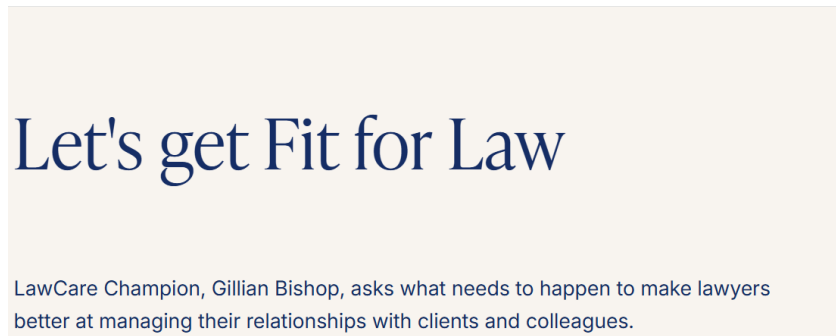 Let's get Fit for Law
LawCare Champion, Gillian Bishop, asks what needs to happen to make lawyers
better at managing their relationships with clients and colleagues.